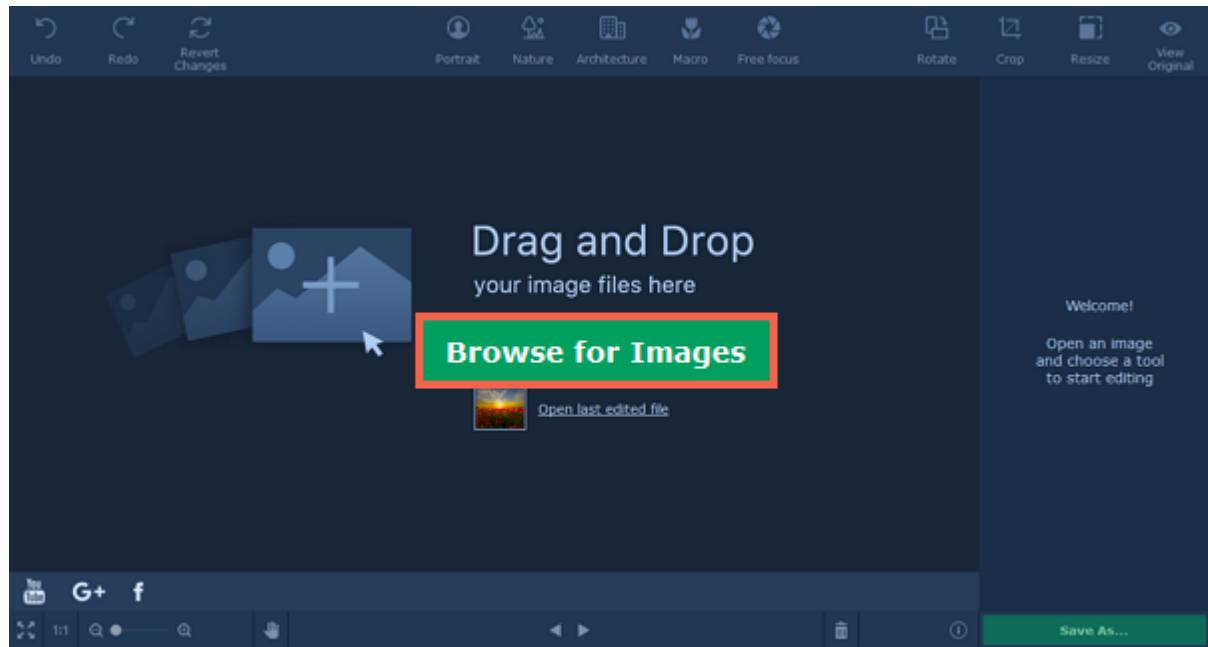 Undo
Redo
Revert
Changes
Portrait
Nature
Architecture
Macro
Free focus
Rotate
Crop
Resize
View
Original
Drag and Drop
your image files here
Browse for Images
Open last edited file
Welcome!
Open an image
and choose a tool
to start editing
You
Tube
G+
f
1:1
Save As...